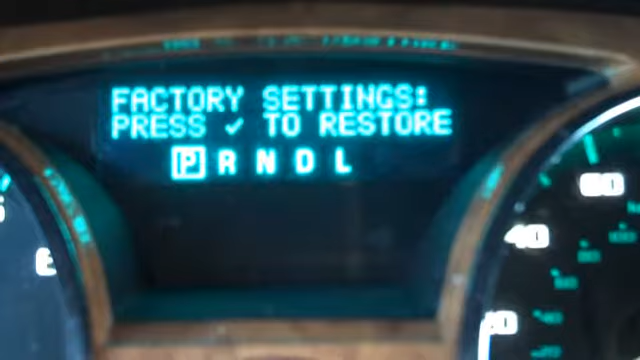 FACTORY SETTINGS:
PRESS ✓ TO RESTORE
P R N D L
E
60
40